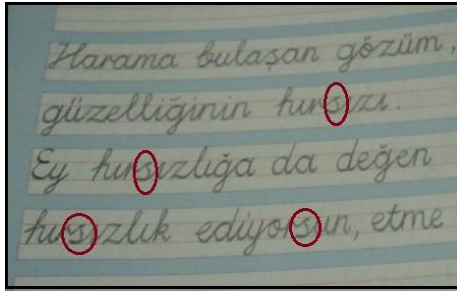 Harama bulaşan gözüm,
güzelliğinin hırsızı.
Ey hırsızlığa da değen
hırsızlık ediyorsun, etme